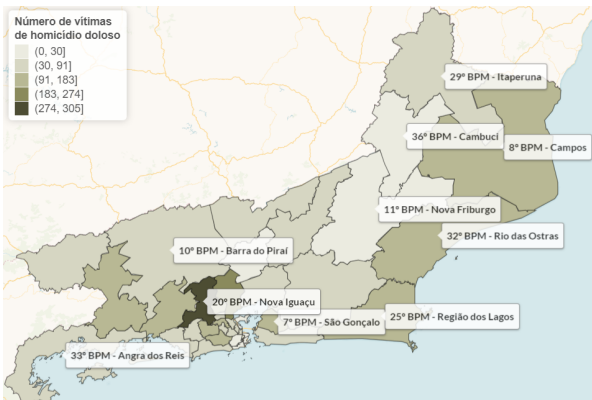 Número de vítimas
de homicídio doloso
(0, 30]
(30, 91]
(91, 183]
(183, 274]
(274, 305]
29º BPM - Itaperuna
36º BPM - Cambuci
8º BPM - Campos
11º BPM - Nova Friburgo
32º BPM - Rio das Ostras
10º BPM - Barra do Piraí
20º BPM - Nova Iguaçu
7º BPM - São Gonçalo
25º BPM - Região dos Lagos
33º BPM - Angra dos Reis